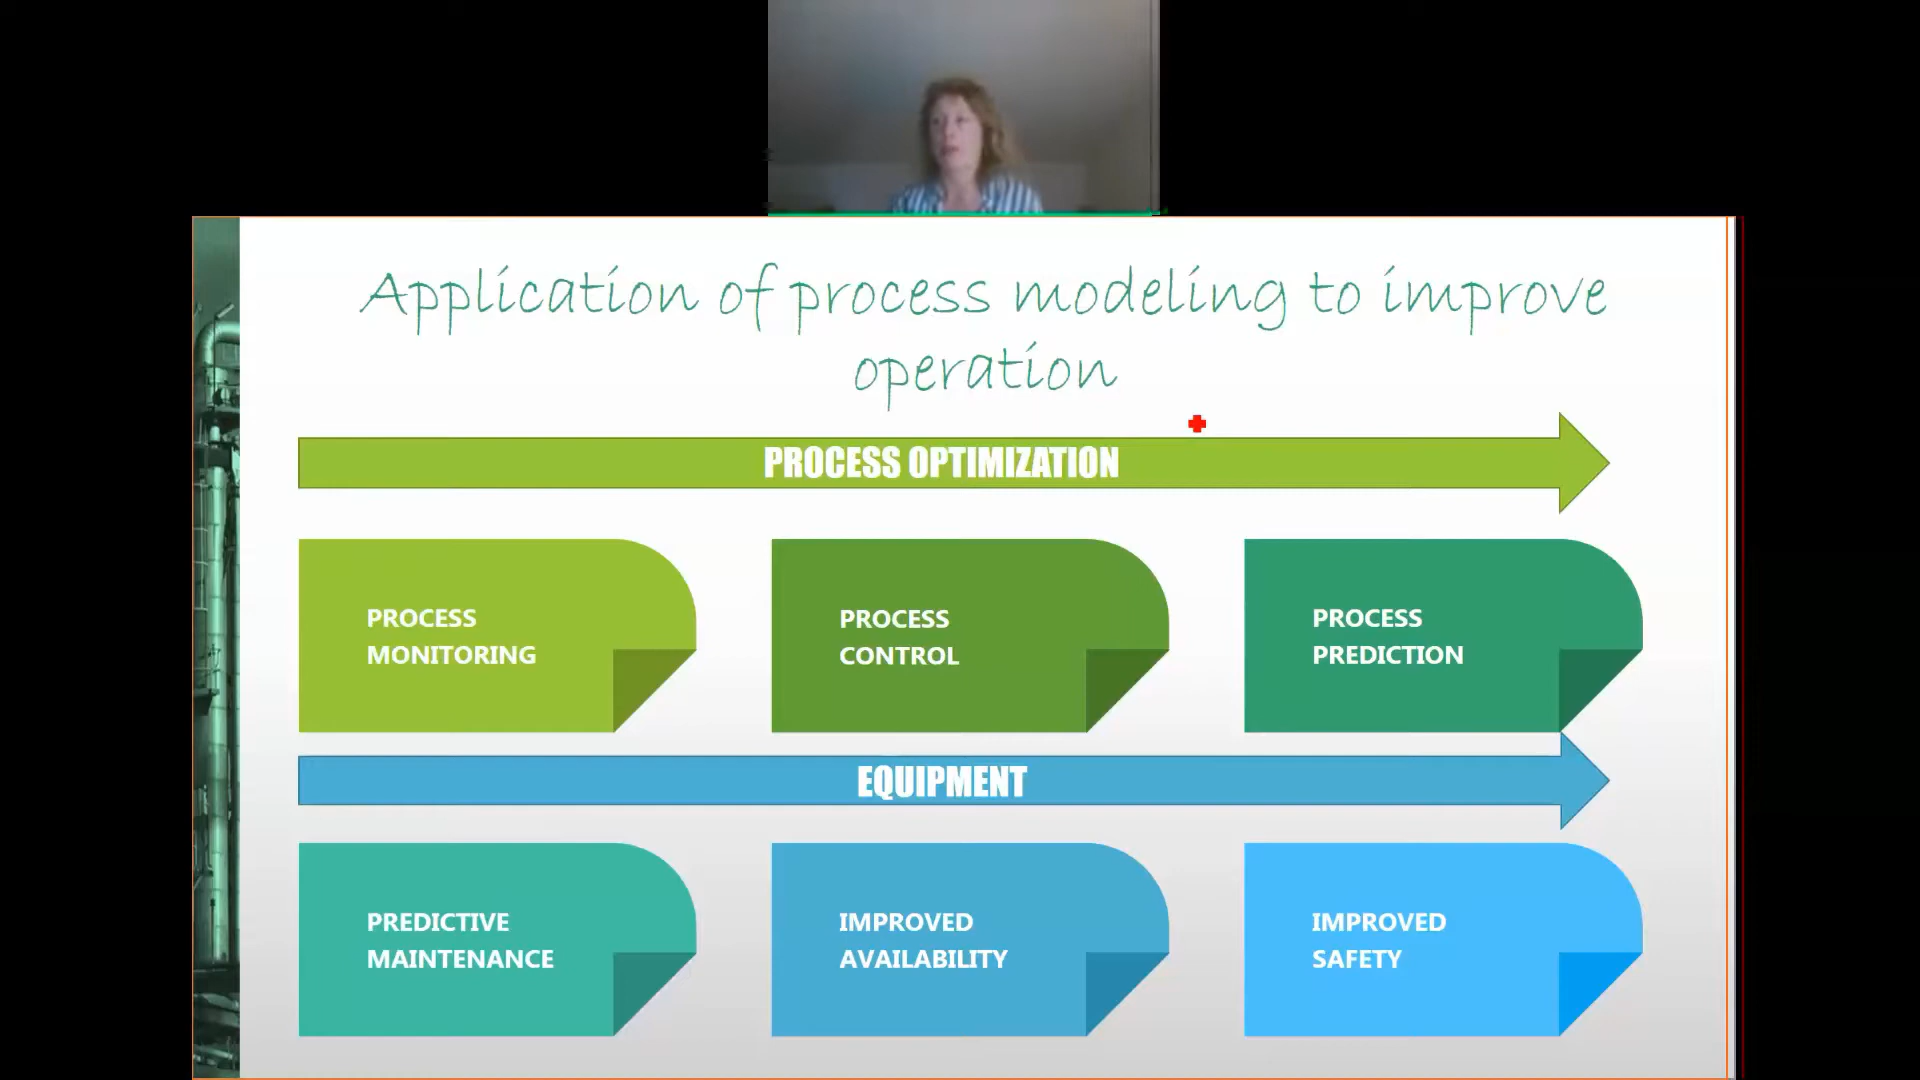 Application of process modeling to improve
operation
PROCESS OPTIMIZATION
PROCESS
MONITORING
PROCESS
CONTROL
PROCESS
PREDICTION
EQUIPMENT
PREDICTIVE
MAINTENANCE
IMPROVED
AVAILABILITY
IMPROVED
SAFETY